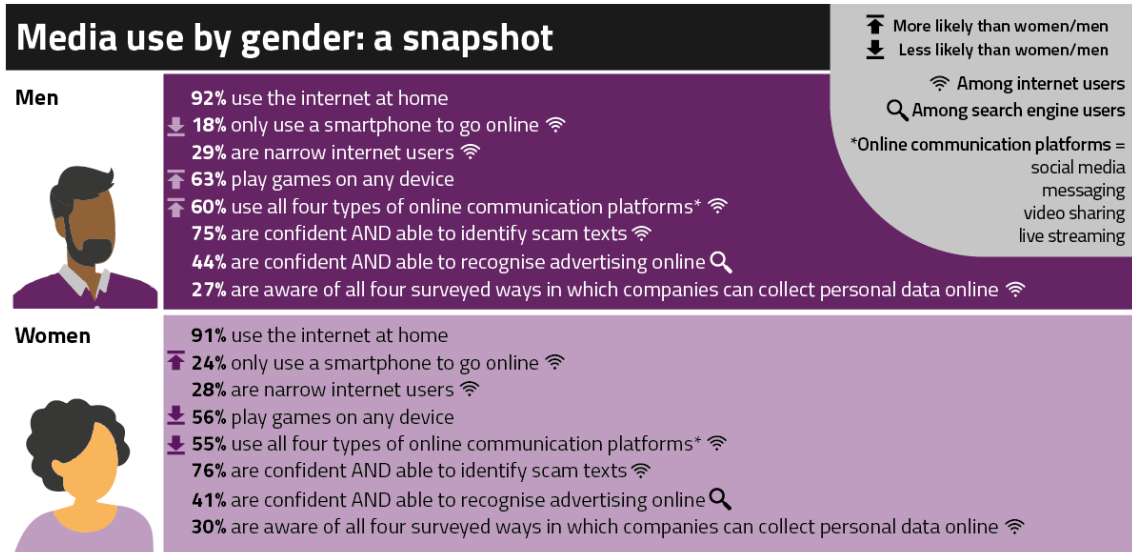 Media use by gender: a snapshot
More likely than women/men
Less likely than women/men
Among internet users
Among search engine users
*Online communication platforms =
social media
messaging
video sharing
live streaming
Men
92% use the internet at home
18% only use a smartphone to go online
29% are narrow internet users
63% play games on any device
60% use all four types of online communication platforms*
75% are confident AND able to identify scam texts
44% are confident AND able to recognise advertising online
27% are aware of all four surveyed ways in which companies can collect personal data online
Women
91% use the internet at home
24% only use a smartphone to go online
28% are narrow internet users
56% play games on any device
55% use all four types of online communication platforms*
76% are confident AND able to identify scam texts
41% are confident AND able to recognise advertising online
30% are aware of all four surveyed ways in which companies can collect personal data online